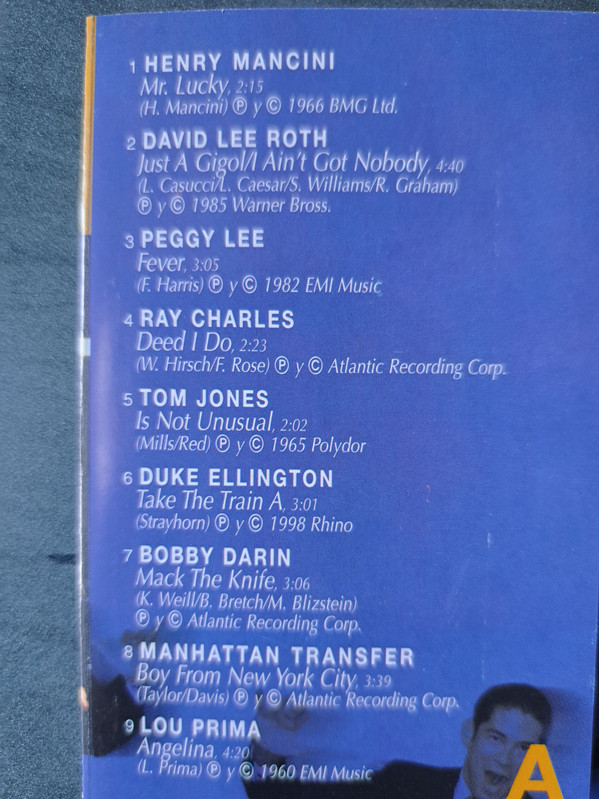 1 HENRY MANCINI
Mr. Lucky, 2:15
(H. Mancini) Ⓟ y © 1966 BMG Ltd.
2 DAVID LEE ROTH
Just A Gigol/I Ain't Got Nobody, 4:40
(L. Casucci/L. Caesar/S. Williams/R. Graham)
Ⓟ y © 1985 Warner Bross.
3 PEGGY LEE
Fever, 3:05
(F. Harris) Ⓟ y © 1982 EMI Music
4 RAY CHARLES
Deed I Do, 2:23
(W. Hirsch/F. Rose) Ⓟ y © Atlantic Recording Corp.
5 TOM JONES
Is Not Unusual, 2:02
(Mills/Red) Ⓟ y © 1965 Polydor
6 DUKE ELLINGTON
Take The Train A, 3:01
(Strayhorn) Ⓟ y © 1998 Rhino
7 BOBBY DARIN
Mack The Knife, 3:06
(K. Weill/B. Bretch/M. Blizstein)
Ⓟ y © Atlantic Recording Corp.
8 MANHATTAN TRANSFER
Boy From New York City, 3:39
(Taylor/Davis) Ⓟ y © Atlantic Recording Corp.
9 LOU PRIMA
Angelina, 4:20
(L. Prima) Ⓟ y © 1960 EMI Music
A